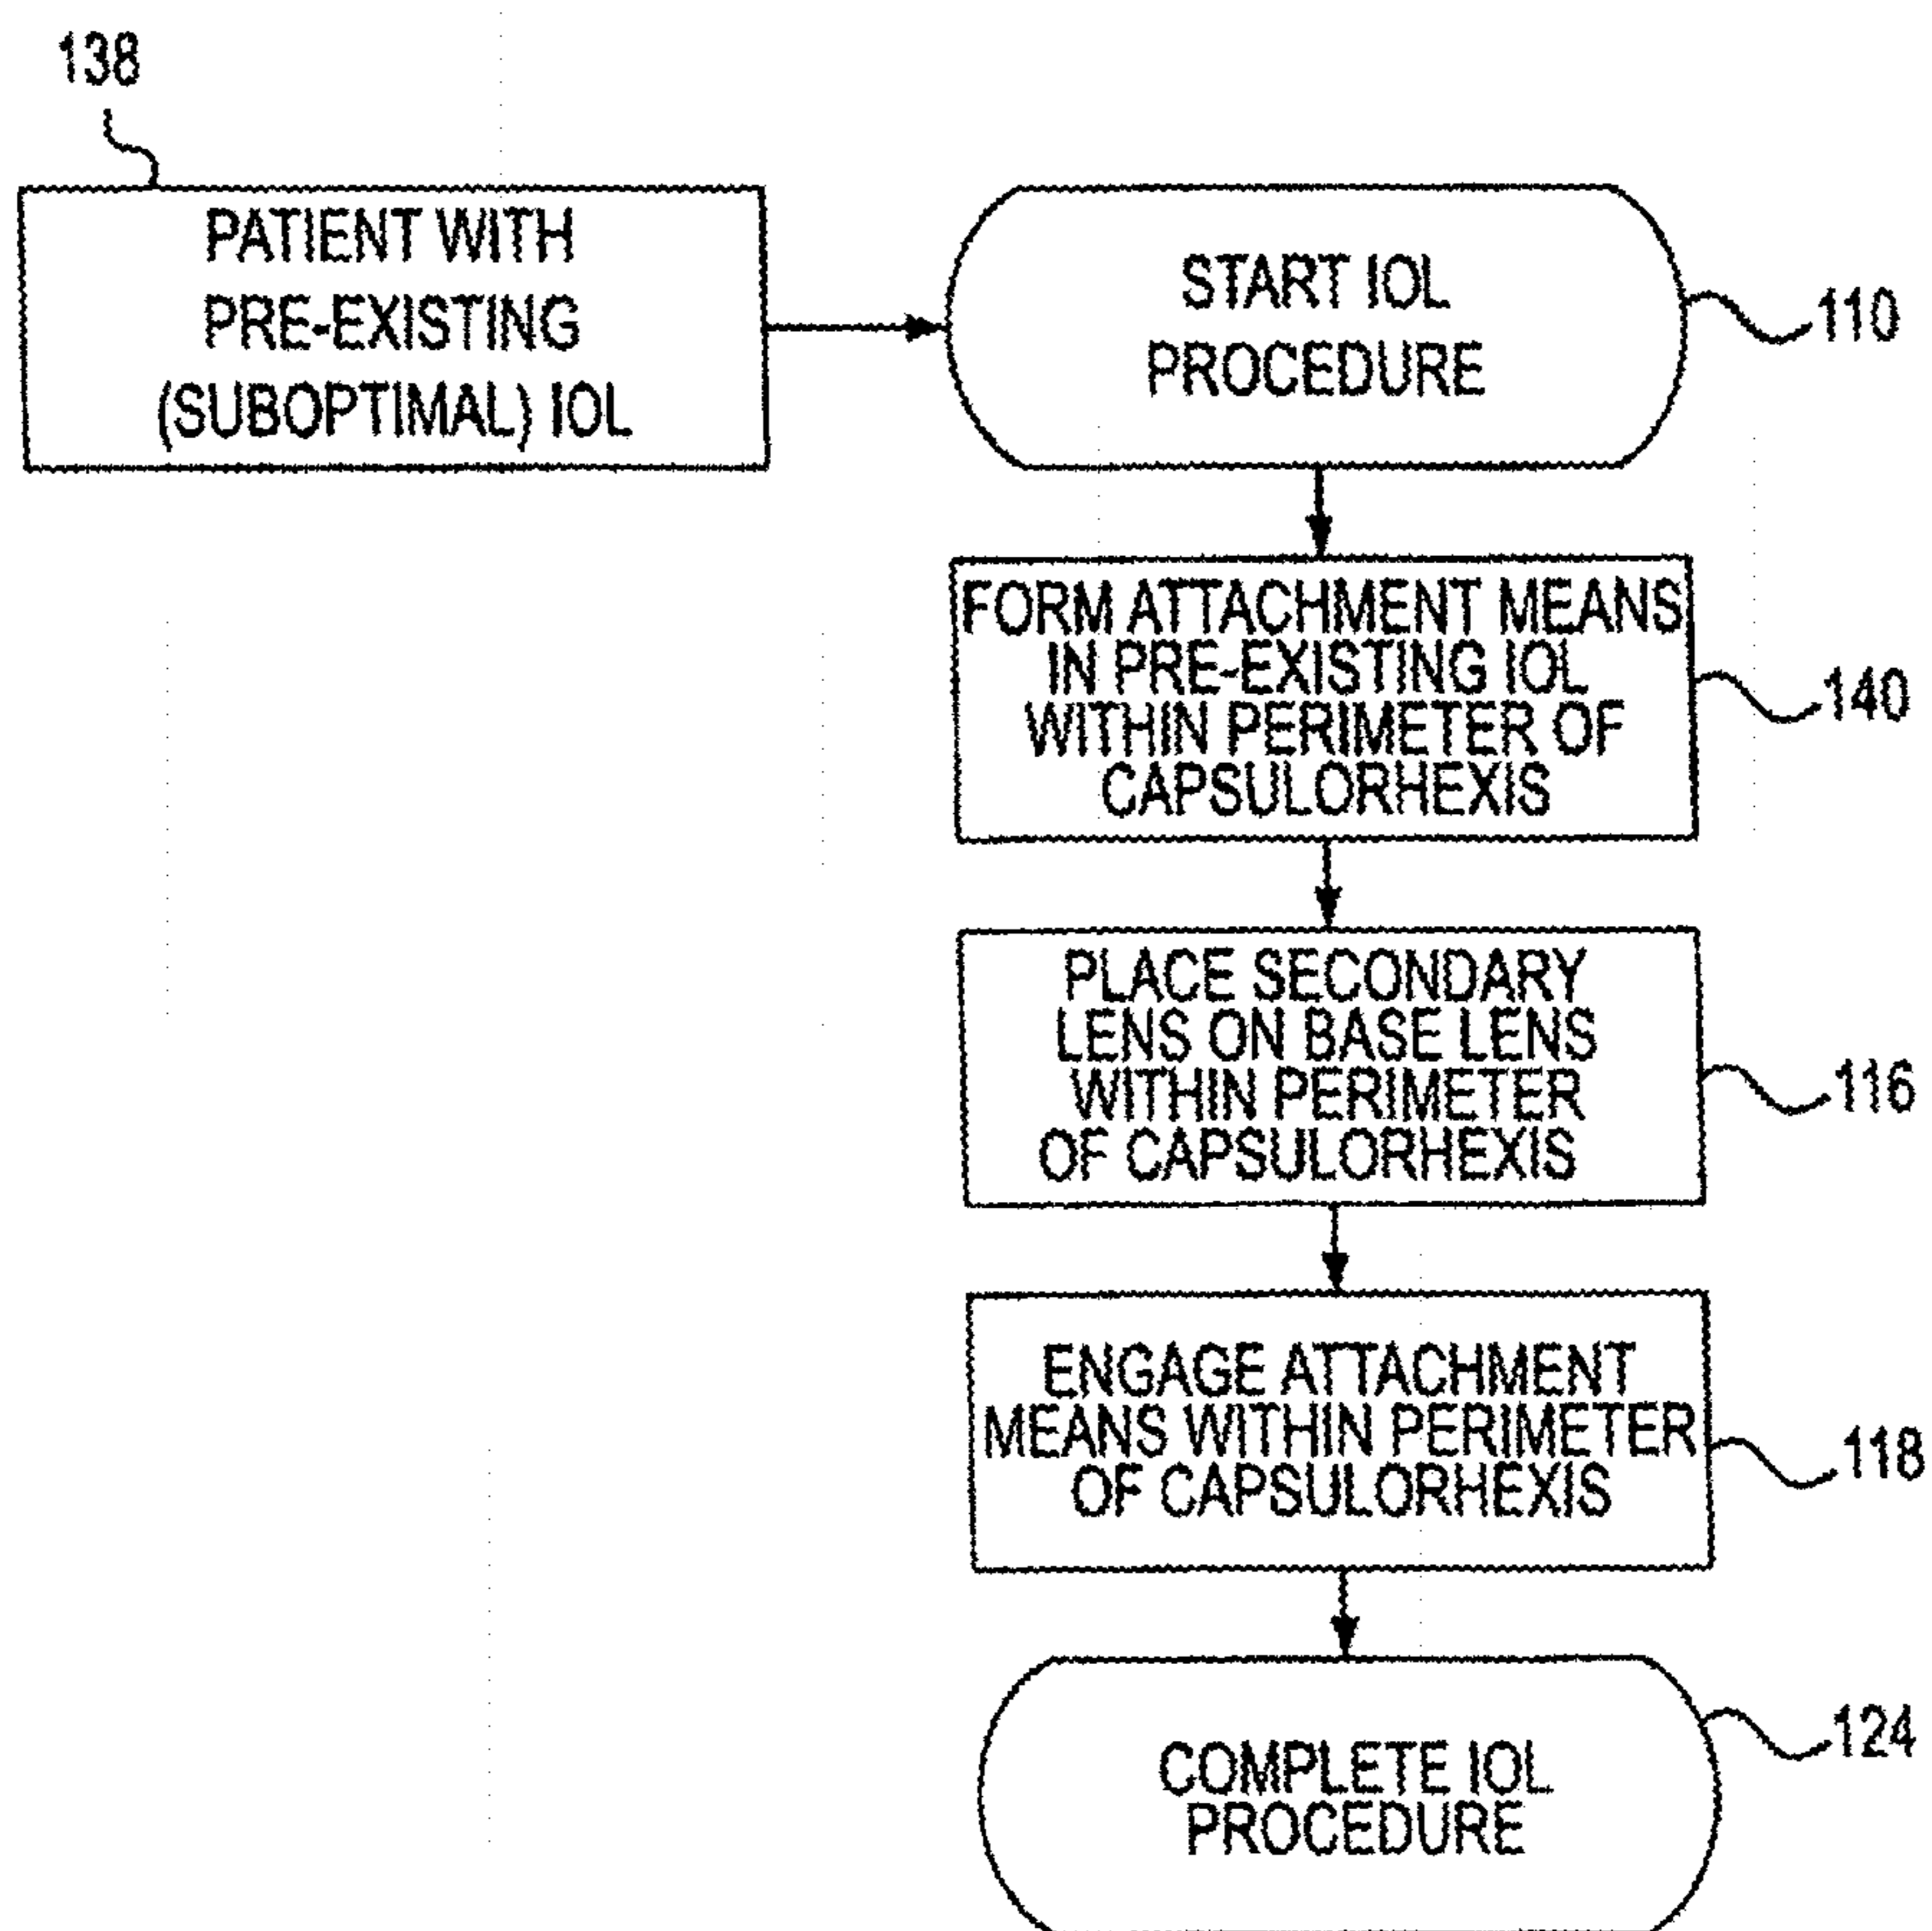 138
PATIENT WITH
PRE-EXISTING
(SUBOPTIMAL) IOL
START IOL
PROCEDURE
110
FORM ATTACHMENT MEANS
IN PRE-EXISTING IOL
WITHIN PERIMETER OF
CAPSULORHEXIS
140
PLACE SECONDARY
LENS ON BASE LENS
WITHIN PERIMETER
OF CAPSULORHEXIS
116
ENGAGE ATTACHMENT
MEANS WITHIN PERIMETER
OF CAPSULORHEXIS
118
COMPLETE IOL
PROCEDURE
124